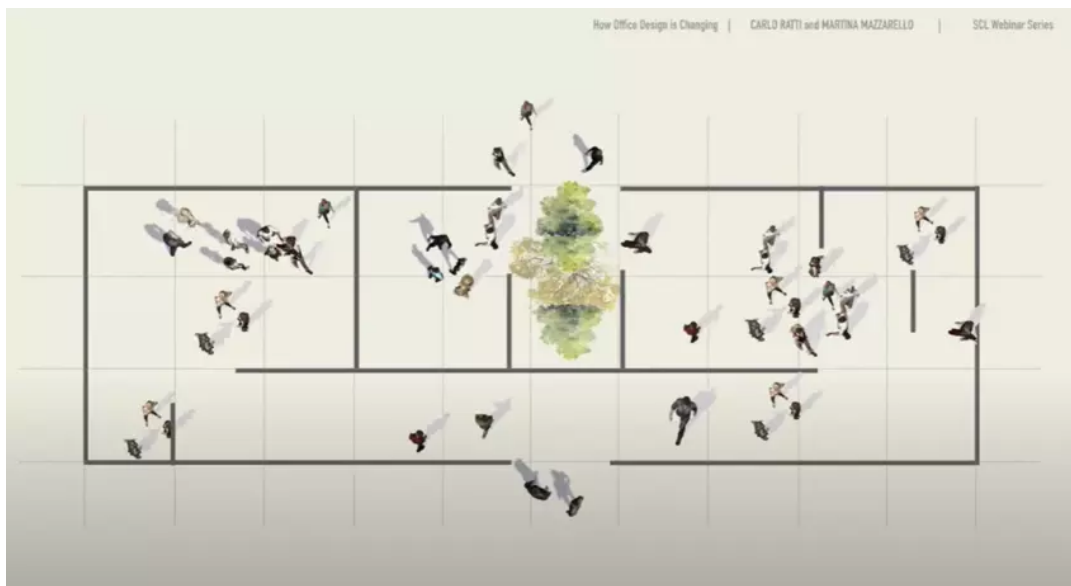 How Office Design is Changing | CARLO RATTI and MARTINA MAZZARELLO | SCL Webinar Series